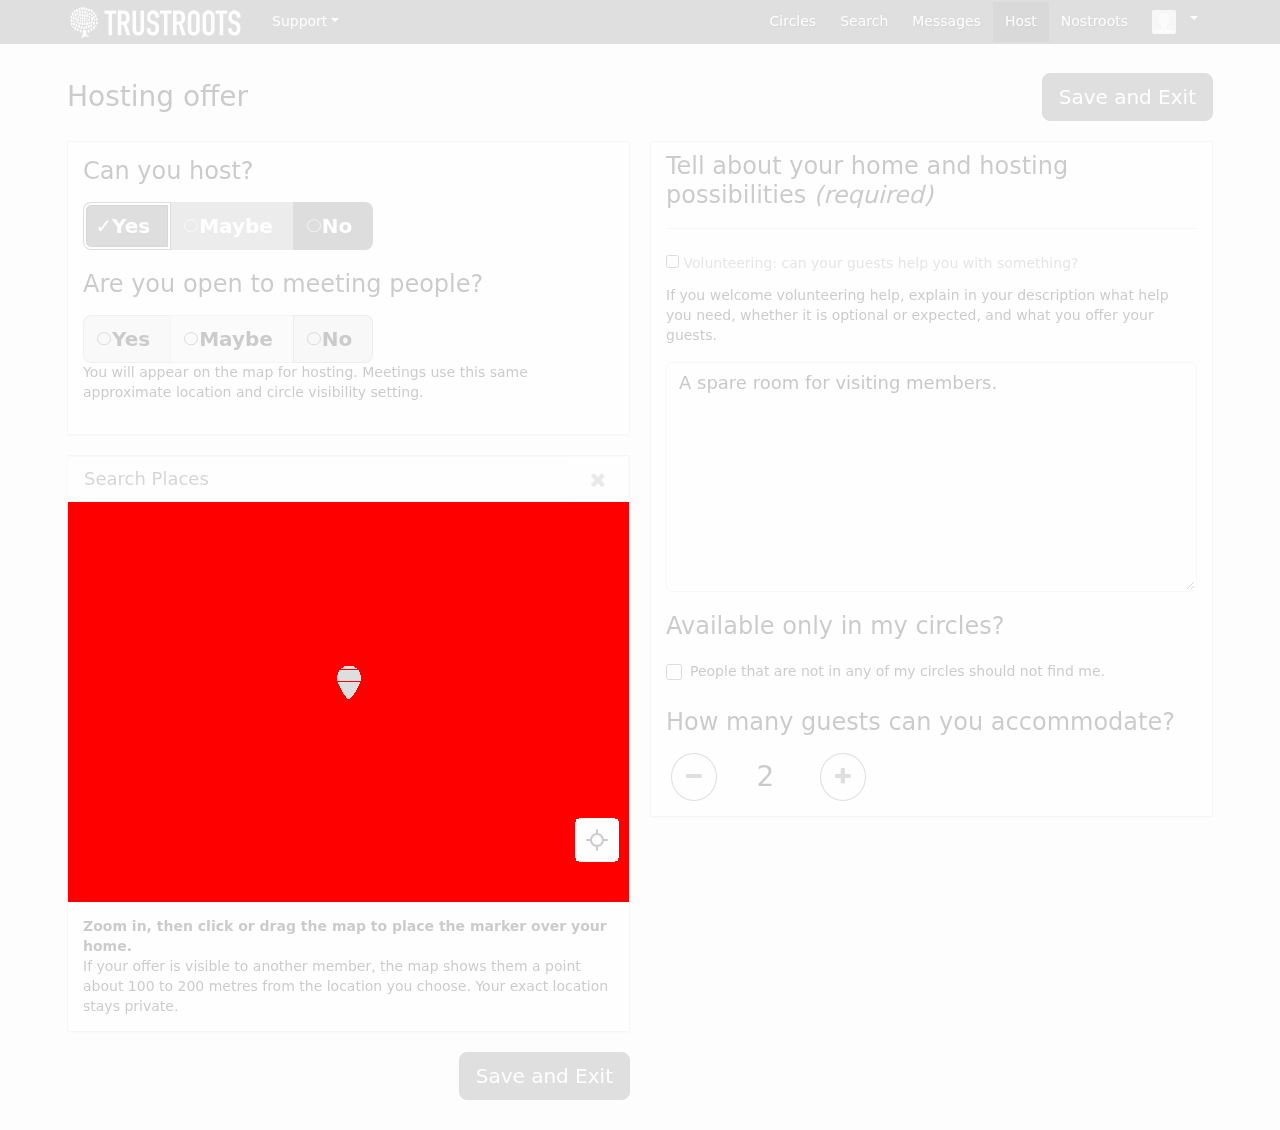 TRUSTROOTS Support Circles Search Messages Host Nostroots
Hosting offer
Save and Exit
Can you host?
✓Yes Maybe No
Are you open to meeting people?
Yes Maybe No
You will appear on the map for hosting. Meetings use this same
approximate location and circle visibility setting.
Search Places
Zoom in, then click or drag the map to place the marker over your
home.
If your offer is visible to another member, the map shows them a point
about 100 to 200 metres from the location you choose. Your exact location
stays private.
Save and Exit
Tell about your home and hosting
possibilities (required)
Volunteering: can your guests help you with something?
If you welcome volunteering help, explain in your description what help
you need, whether it is optional or expected, and what you offer your
guests.
A spare room for visiting members.
Available only in my circles?
People that are not in any of my circles should not find me.
How many guests can you accommodate?
2